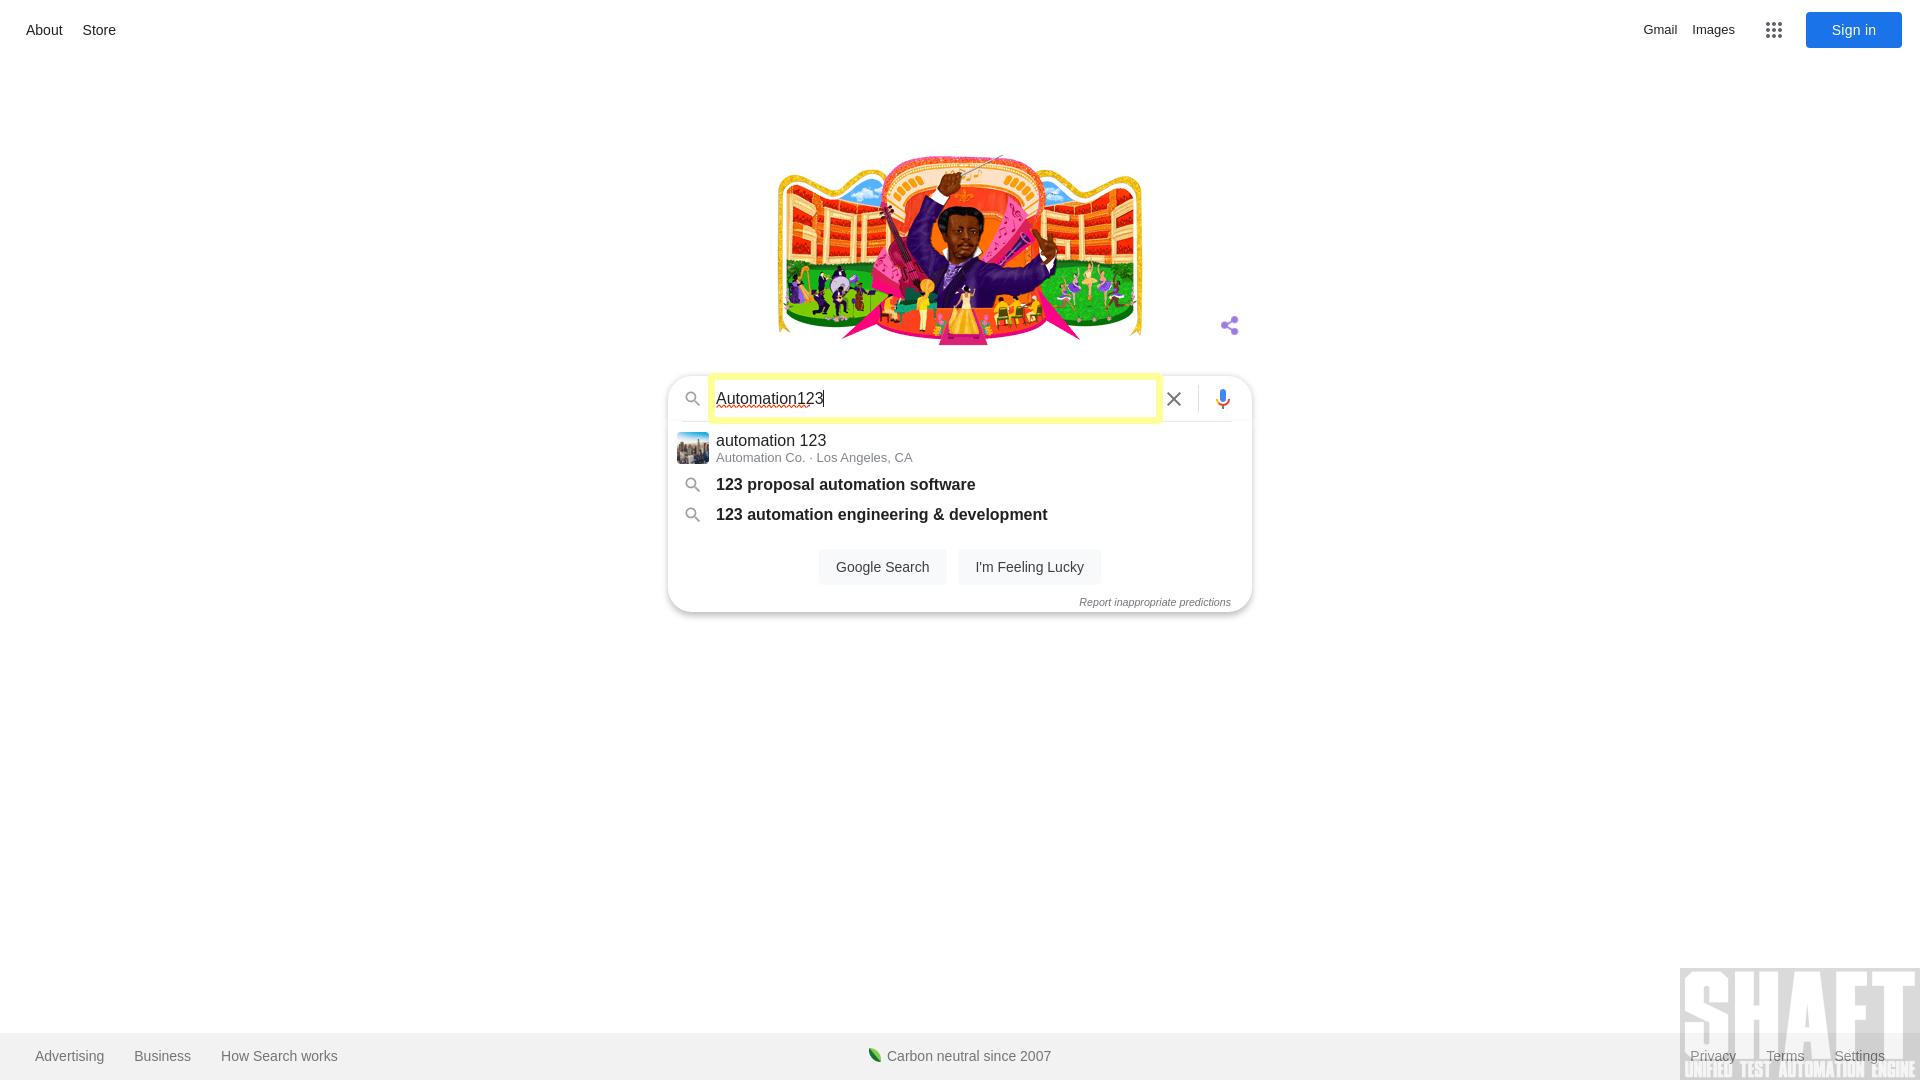 About Store Gmail Images Sign in
Automation123
automation 123
Automation Co. · Los Angeles, CA
123 proposal automation software
123 automation engineering & development
Google Search I'm Feeling Lucky
Report inappropriate predictions
SHAFT
Advertising Business How Search works Carbon neutral since 2007 Privacy Terms Settings
UNIFIED TEST AUTOMATION ENGINE